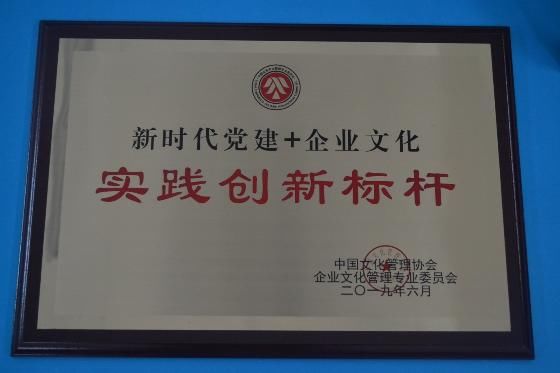 新时代党建+企业文化
实践创新标杆
中国文化管理协会
企业文化管理专业委员会
二〇一九年六月